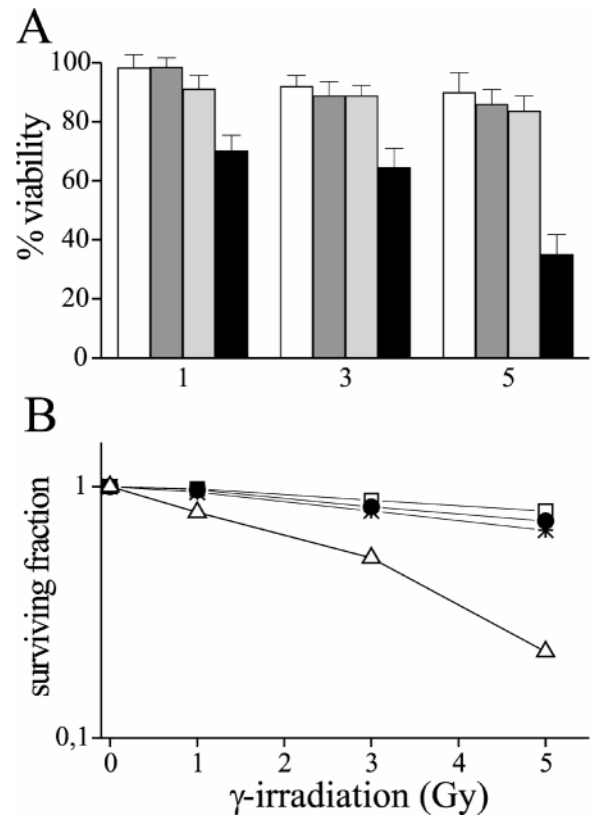 A
% viability
100
80
60
40
20
0
1 3 5
B
surviving fraction
1
0,1
0 1 2 3 4 5
γ-irradiation (Gy)